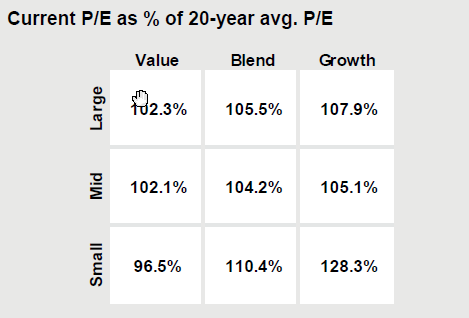 Current P/E as % of 20-year avg. P/E
Value Blend Growth
Large 102.3% 105.5% 107.9%
Mid 102.1% 104.2% 105.1%
Small 96.5% 110.4% 128.3%